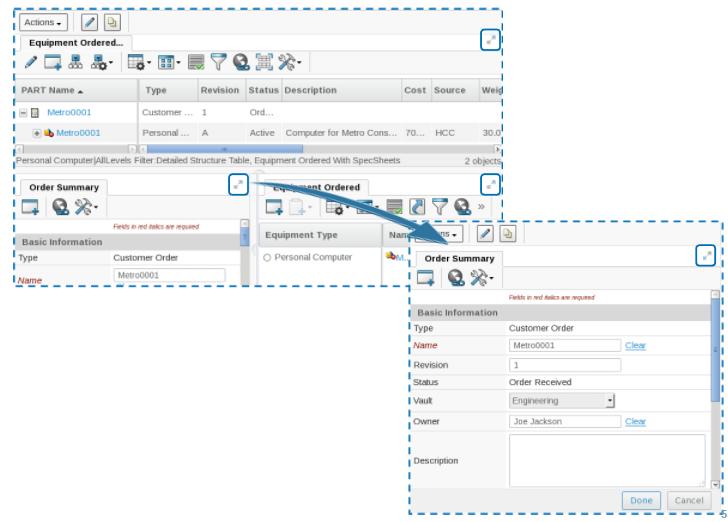 Actions
Equipment Ordered...
PART Name Type Revision Status Description Cost Source Weig
Metro0001 Customer ... 1 Ord...
Metro0001 Personal ... A Active Computer for Metro Cons... 70... HCC 30.0
Personal Computer|AllLevels Filter:Detailed Structure Table, Equipment Ordered With SpecSheets 2 objects
Order Summary
Fields in red italics are required
Basic Information
Type Customer Order
Name Metro0001
Equipment Ordered
»
Equipment Type Nam
Personal Computer M...
ons
Order Summary
Fields in red italics are required
Basic Information
Type Customer Order
Name Metro0001 Clear
Revision 1
Status Order Received
Vault Engineering
Owner Joe Jackson Clear
Description
Done Cancel